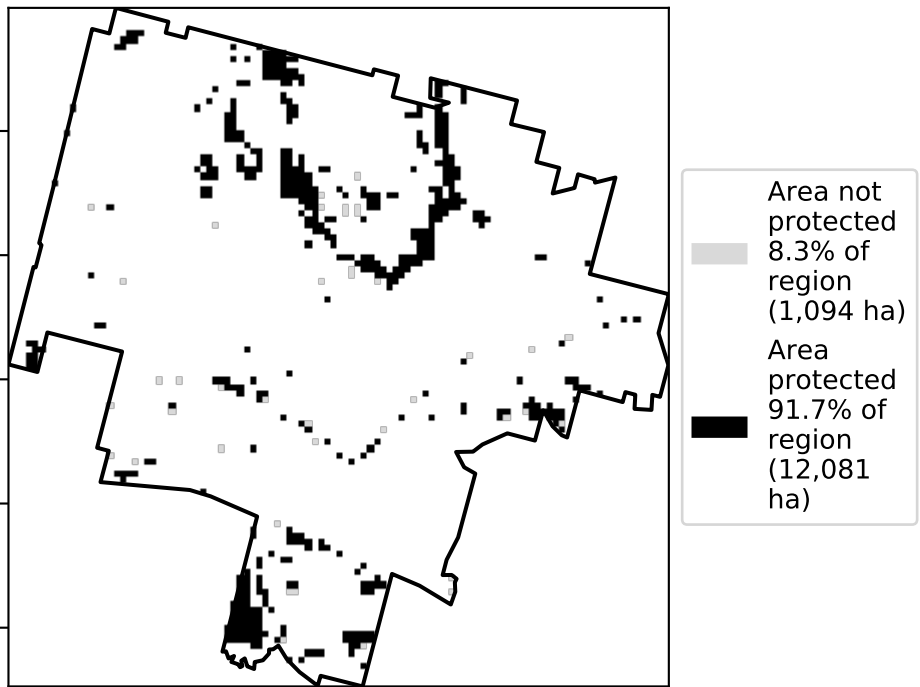 Area not
protected
8.3% of
region
(1,094 ha)
Area
protected
91.7% of
region
(12,081
ha)